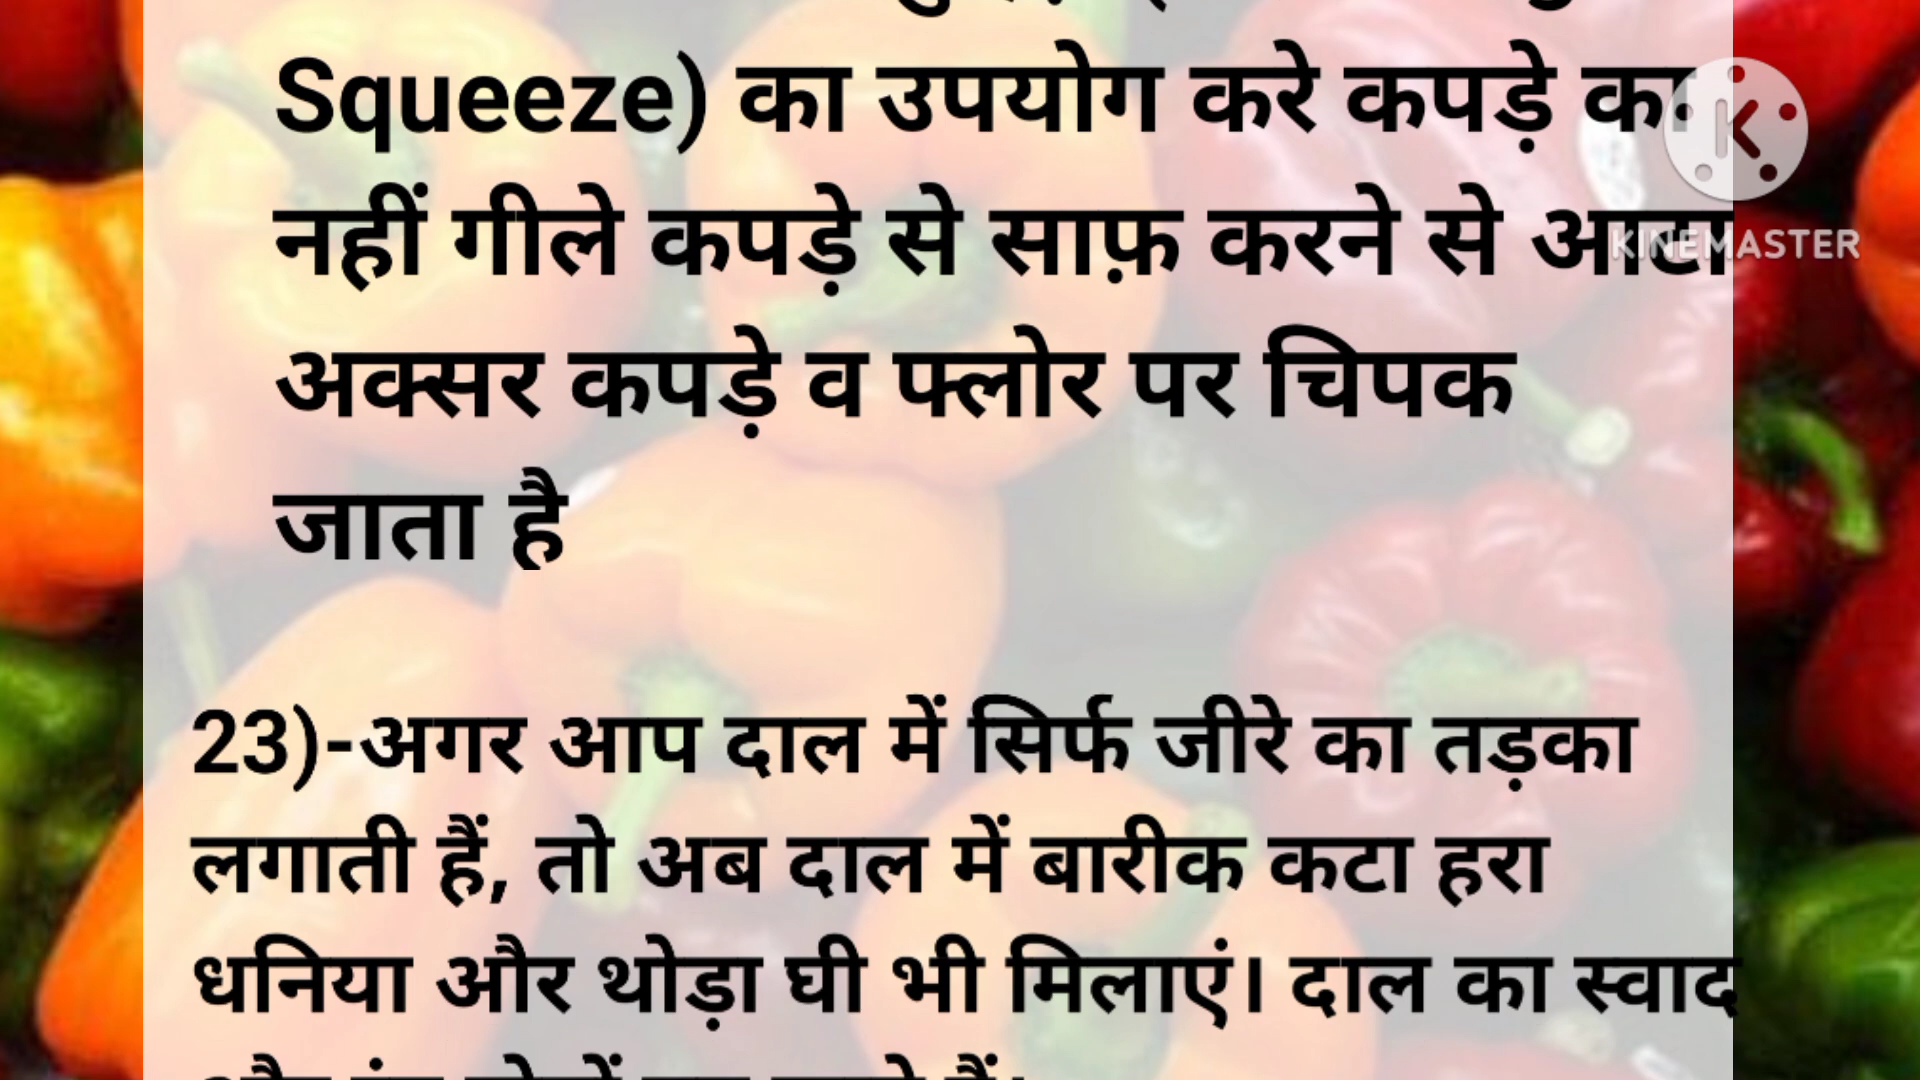 Squeeze) का उपयोग करे कपड़े का
नहीं गीले कपड़े से साफ़ करने से आटा
अक्सर कपड़े व फ्लोर पर चिपक
जाता है
23)-अगर आप दाल में सिर्फ जीरे का तड़का
लगाती हैं, तो अब दाल में बारीक कटा हरा
धनिया और थोड़ा घी भी मिलाएं। दाल का स्वाद
K
KINEMASTER